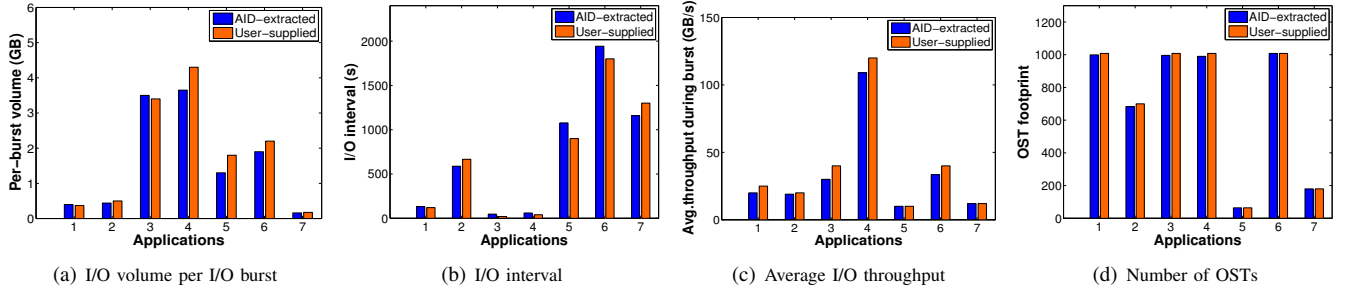 Per-burst volume (GB)
6
5
4
3
2
1
0
AID-extracted
User-supplied
1 2 3 4 5 6 7
Applications
(a) I/O volume per I/O burst
I/O interval (s)
2000
1500
1000
500
0
AID-extracted
User-supplied
1 2 3 4 5 6 7
Applications
(b) I/O interval
Avg.throughput during burst (GB/s)
150
100
50
0
AID-extracted
User-supplied
1 2 3 4 5 6 7
Applications
(c) Average I/O throughput
OST footprint
1200
1000
800
600
400
200
0
AID-extracted
User-supplied
1 2 3 4 5 6 7
Applications
(d) Number of OSTs